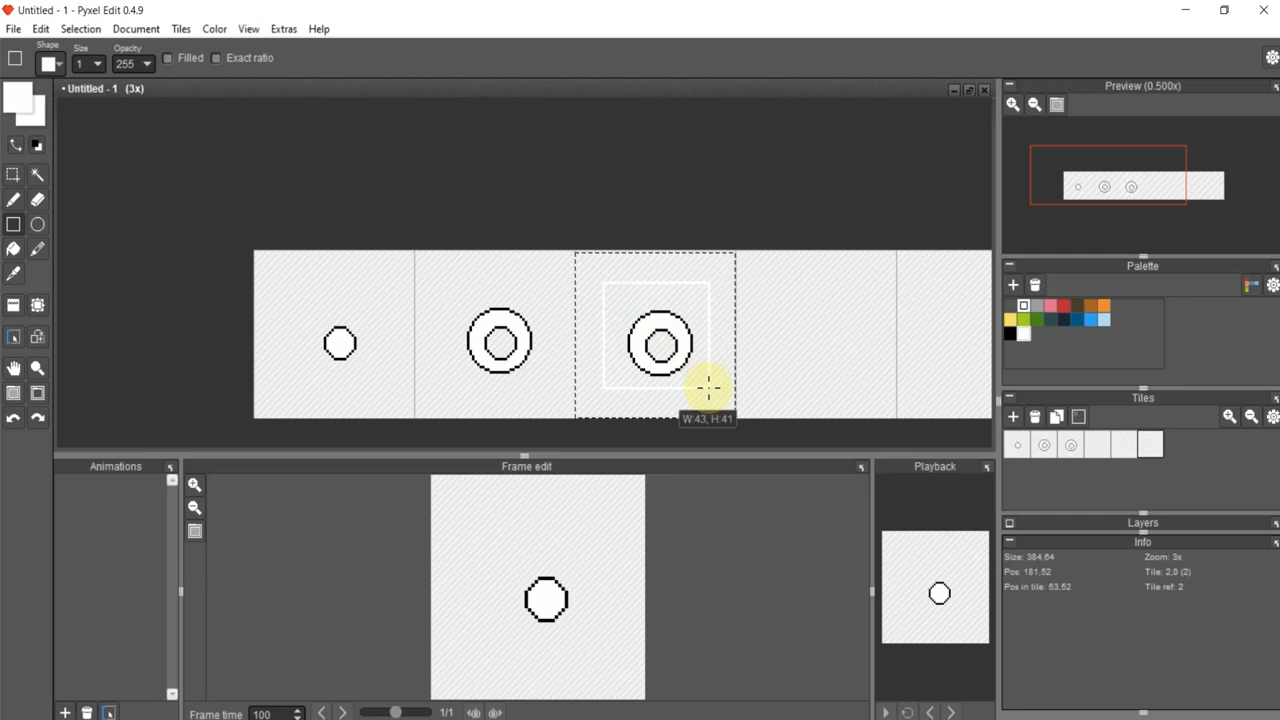 Untitled - 1 - Pyxel Edit 0.4.9
File Edit Selection Document Tiles Color View Extras Help
Shape Size Opacity
1 255 Filled Exact ratio
• Untitled - 1 (3x)
Preview (0.500x)
Palette
W:43, H:41
Tiles
Animations Frame edit Playback
Layers
Info
Size: 384,64 Zoom: 3x
Pos: 181,52 Tile: 2,0 (2)
Pos in tile: 53,52 Tile ref: 2
Frame time 100 1/1